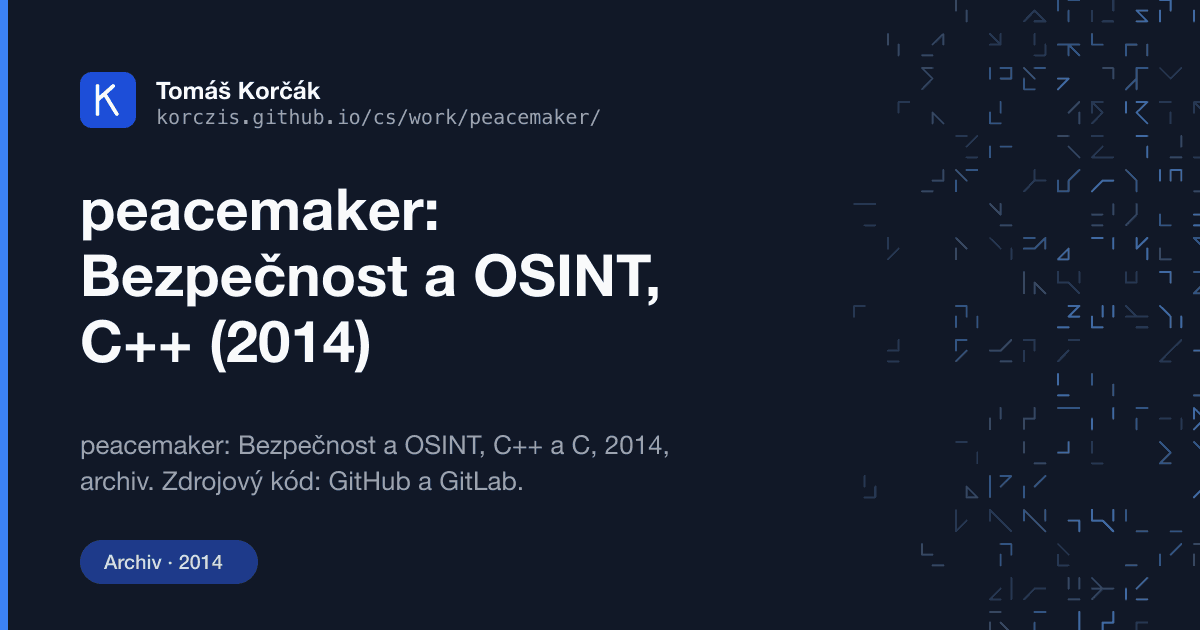 K
Tomáš Korčák
korczis.github.io/cs/work/peacemaker/
peacemaker:
Bezpečnost a OSINT,
C++ (2014)
peacemaker: Bezpečnost a OSINT, C++ a C, 2014,
archiv. Zdrojový kód: GitHub a GitLab.
Archiv · 2014